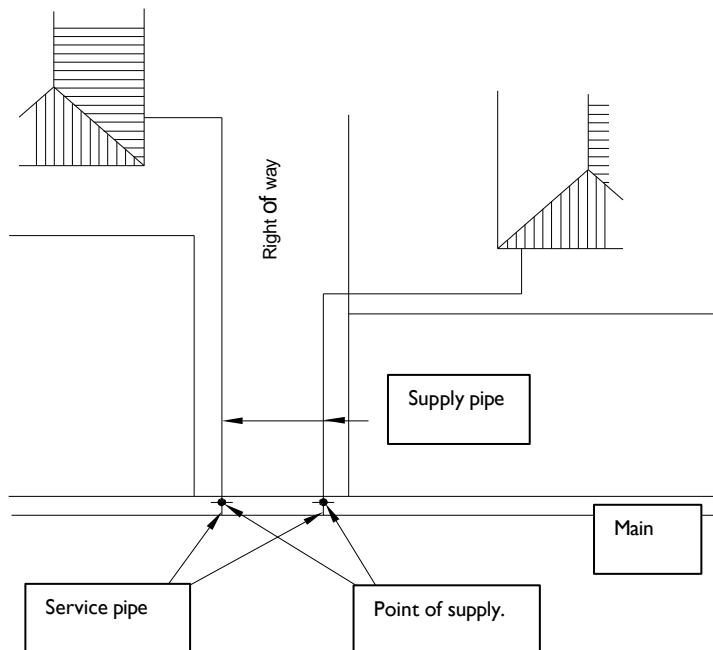 Right of way
Supply pipe
Main
Service pipe
Point of supply.